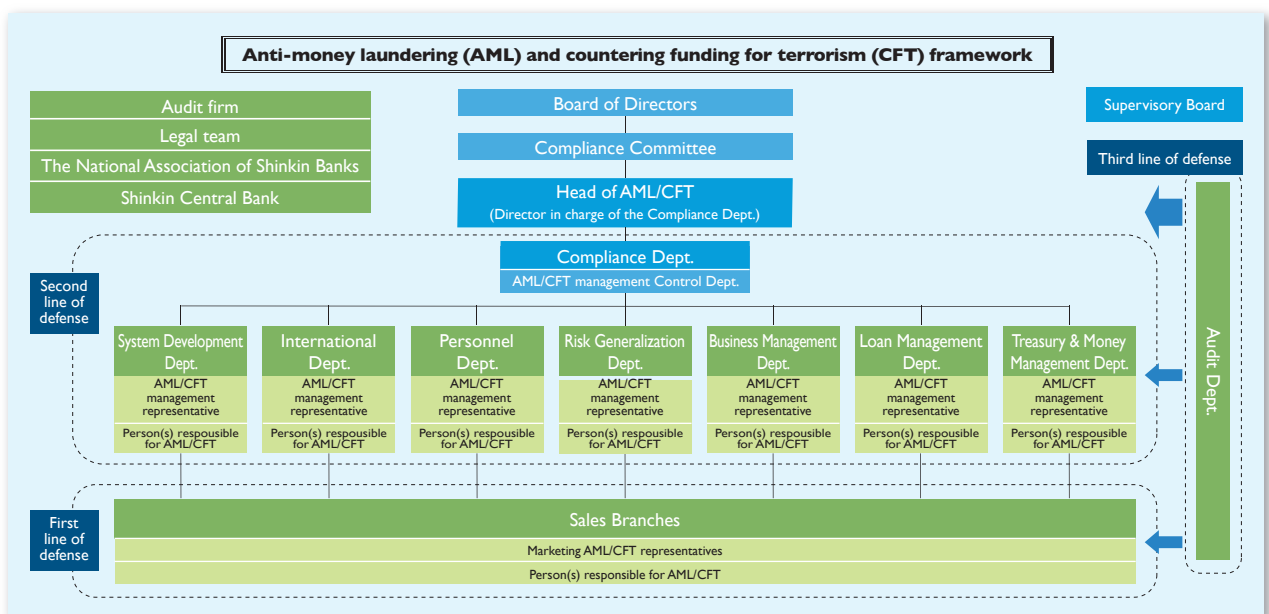 Anti-money laundering (AML) and countering funding for terrorism (CFT) framework
Audit firm
Legal team
The National Association of Shinkin Banks
Shinkin Central Bank
Board of Directors
Compliance Committee
Head of AML/CFT
(Director in charge of the Compliance Dept.)
Supervisory Board
Third line of defense
Compliance Dept.
AML/CFT management Control Dept.
Second
line of
defense
System Development
Dept.
AML/CFT
management
representative
Person(s) respousible
for AML/CFT
International
Dept.
AML/CFT
management
representative
Person(s) respousible
for AML/CFT
Personnel
Dept.
AML/CFT
management
representative
Person(s) respousible
for AML/CFT
Risk Generalization
Dept.
AML/CFT
management
representative
Person(s) respousible
for AML/CFT
Business Management
Dept.
AML/CFT
management
representative
Person(s) respousible
for AML/CFT
Loan Management
Dept.
AML/CFT
management
representative
Person(s) respousible
for AML/CFT
Treasury & Money
Management Dept.
AML/CFT
management
representative
Person(s) respousible
for AML/CFT
Audit Dept.
First
line of
defense
Sales Branches
Marketing AML/CFT representatives
Person(s) responsible for AML/CFT